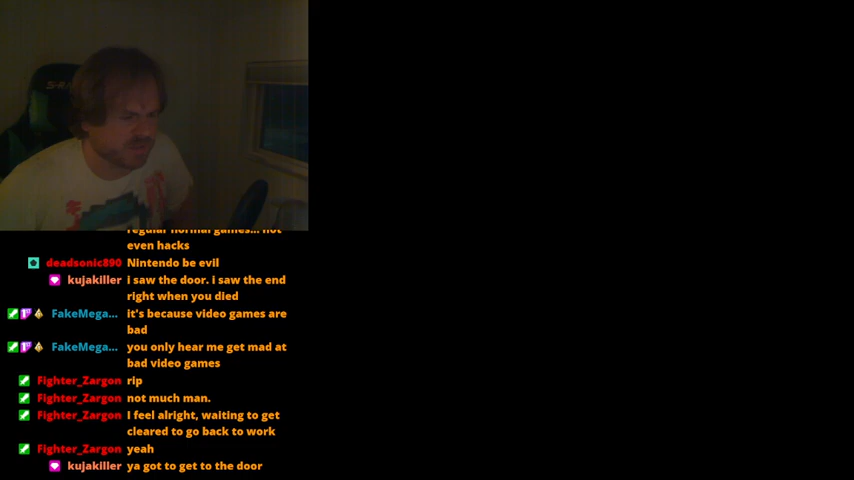 regular normal games... not
even hacks
deadsonic890 Nintendo be evil
kujakiller i saw the door. i saw the end
right when you died
FakeMega... it's because video games are
bad
FakeMega... you only hear me get mad at
bad video games
Fighter_Zargon rip
Fighter_Zargon not much man.
Fighter_Zargon I feel alright, waiting to get
cleared to go back to work
Fighter_Zargon yeah
kujakiller ya got to get to the door